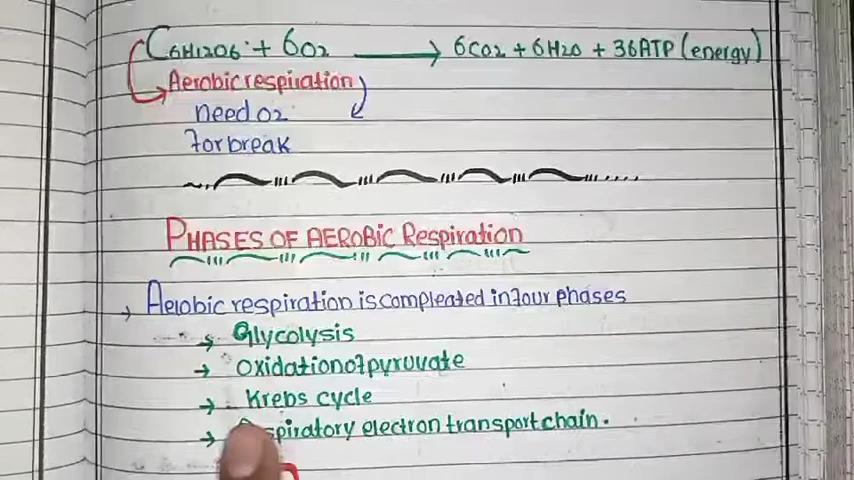 C6H12O6 + 6O2 → 6CO2 + 6H2O + 36ATP (energy)
Aerobic respiration
need O2
for break
PHASES OF AEROBIC Respiration
→ Aerobic respiration is compleated in four phases
→ Glycolysis
→ oxidation of pyruvate
→ Krebs cycle
→ electron transport chain.